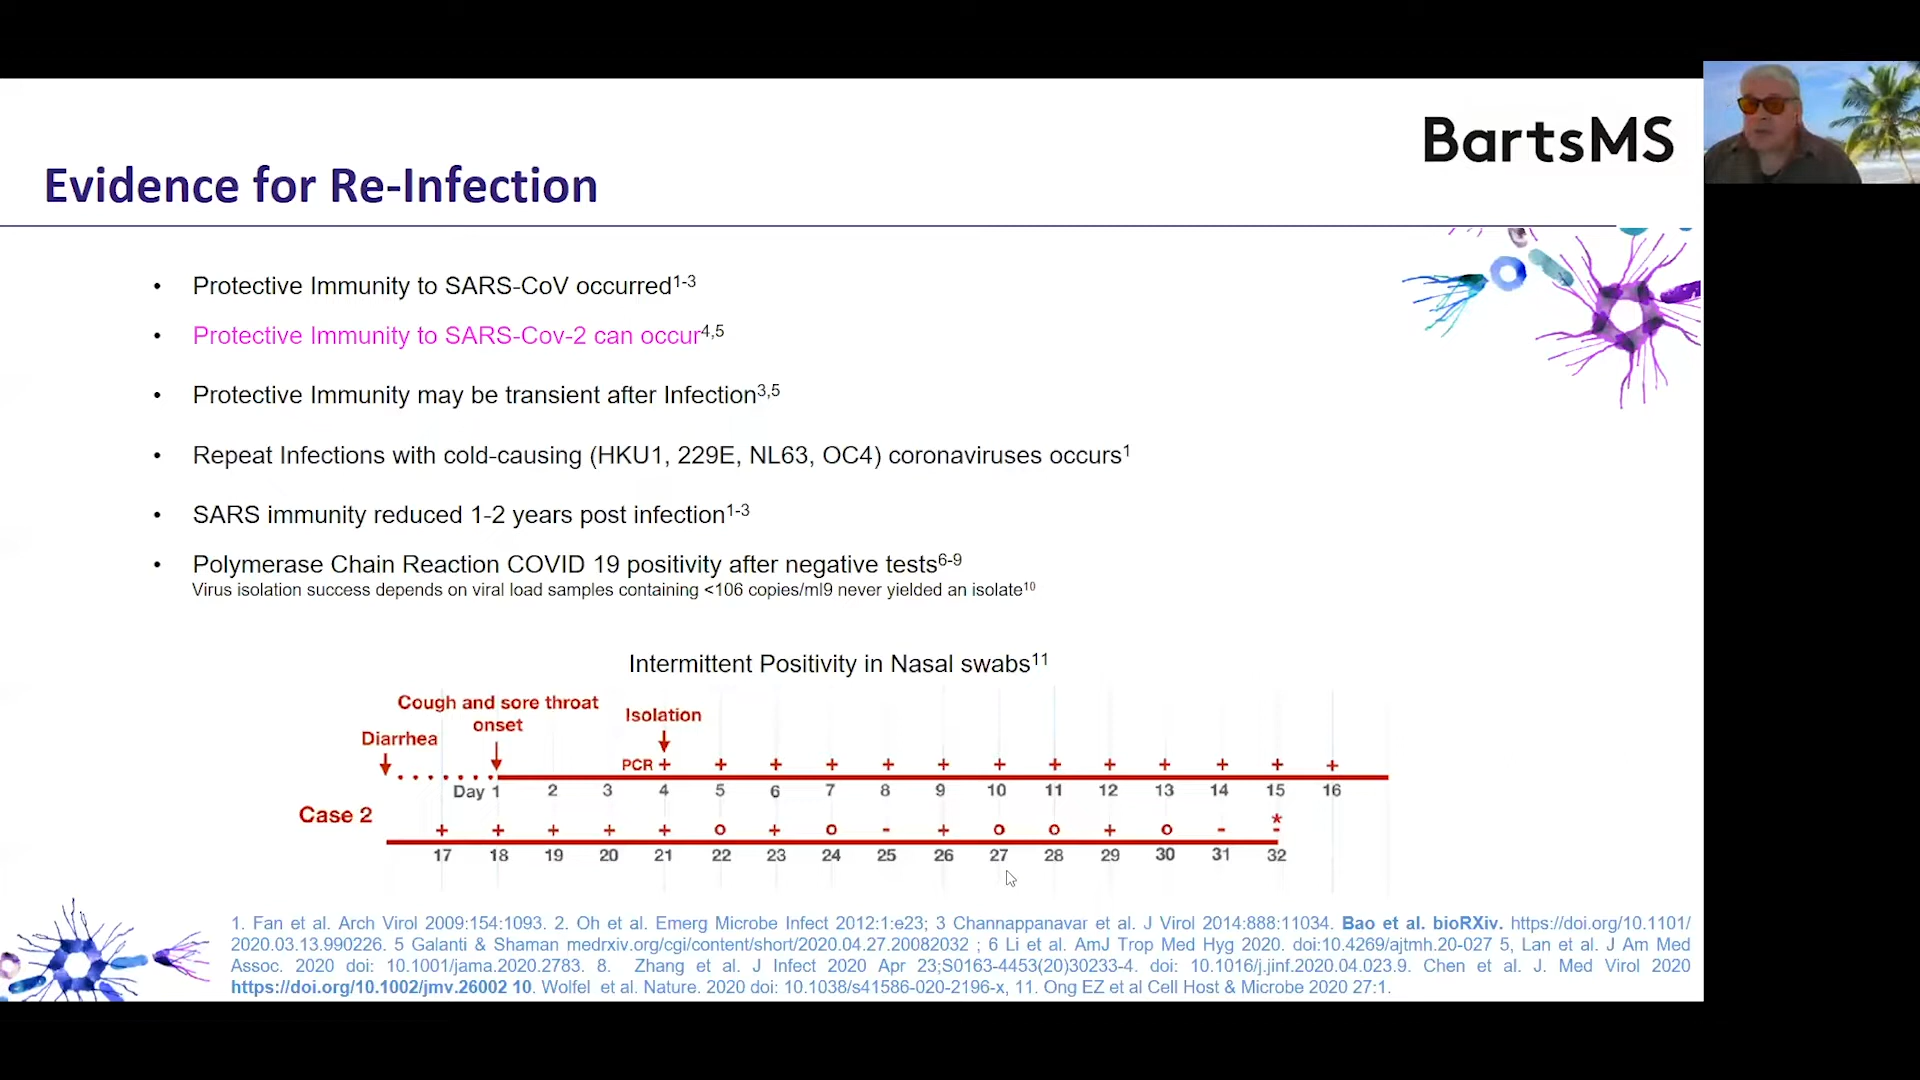 BartsMS
Evidence for Re-Infection
• Protective Immunity to SARS-CoV occurred1-3
• Protective Immunity to SARS-Cov-2 can occur4,5
• Protective Immunity may be transient after Infection3,5
• Repeat Infections with cold-causing (HKU1, 229E, NL63, OC4) coronaviruses occurs1
• SARS immunity reduced 1-2 years post infection1-3
• Polymerase Chain Reaction COVID 19 positivity after negative tests6-9
Virus isolation success depends on viral load samples containing <106 copies/ml9 never yielded an isolate10
Intermittent Positivity in Nasal swabs11
Cough and sore throat
onset
Isolation
Diarrhea
PCR + + + + + + + + + + + + +
Day 1 2 3 4 5 6 7 8 9 10 11 12 13 14 15 16
Case 2
+ + + + + o + o - + o o + o - *-
17 18 19 20 21 22 23 24 25 26 27 28 29 30 31 32
1. Fan et al. Arch Virol 2009:154:1093. 2. Oh et al. Emerg Microbe Infect 2012:1:e23; 3 Channappanavar et al. J Virol 2014:888:11034. Bao et al. bioRXiv. https://doi.org/10.1101/
2020.03.13.990226. 5 Galanti & Shaman medrxiv.org/cgi/content/short/2020.04.27.20082032 ; 6 Li et al. AmJ Trop Med Hyg 2020. doi:10.4269/ajtmh.20-027 5, Lan et al. J Am Med
Assoc. 2020 doi: 10.1001/jama.2020.2783. 8. Zhang et al. J Infect 2020 Apr 23;S0163-4453(20)30233-4. doi: 10.1016/j.jinf.2020.04.023.9. Chen et al. J. Med Virol 2020
https://doi.org/10.1002/jmv.26002 10. Wolfel et al. Nature. 2020 doi: 10.1038/s41586-020-2196-x, 11. Ong EZ et al Cell Host & Microbe 2020 27:1.